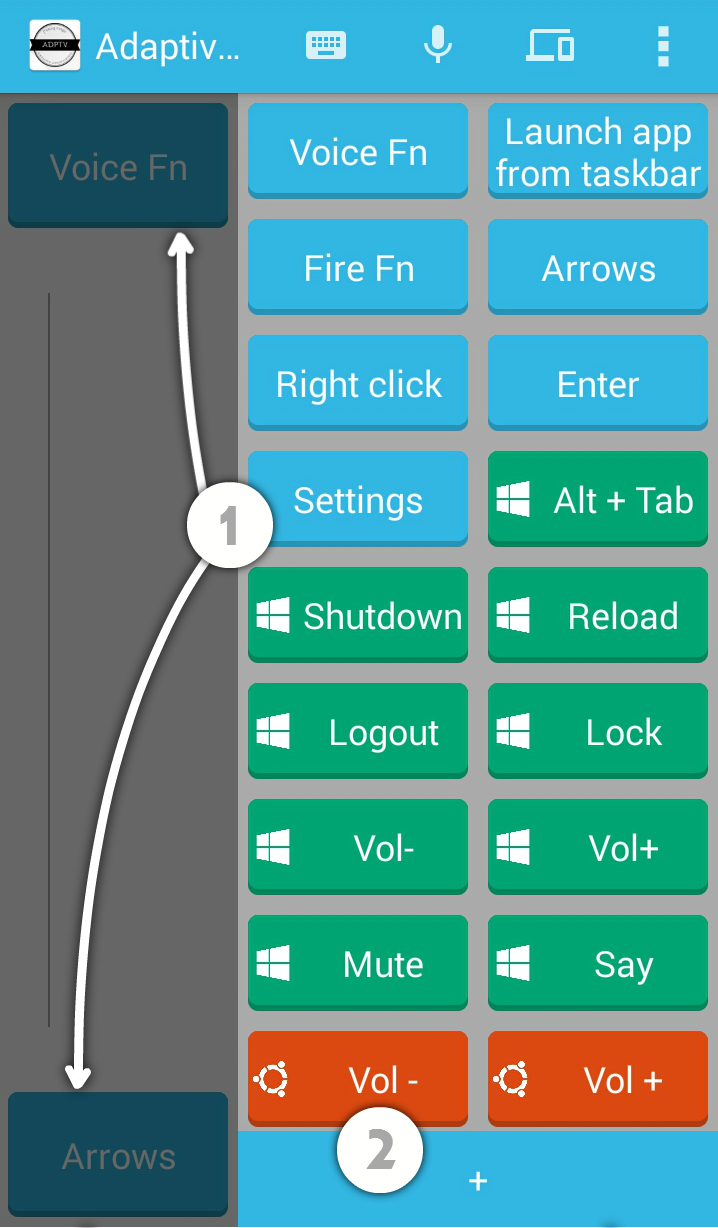 ADPTV
Adaptiv...
Voice Fn
Voice Fn
Launch app
from taskbar
Fire Fn
Arrows
Right click
Enter
1
Settings
Alt + Tab
Shutdown
Reload
Logout
Lock
Vol-
Vol+
Mute
Say
Vol -
Vol +
2
Arrows
+